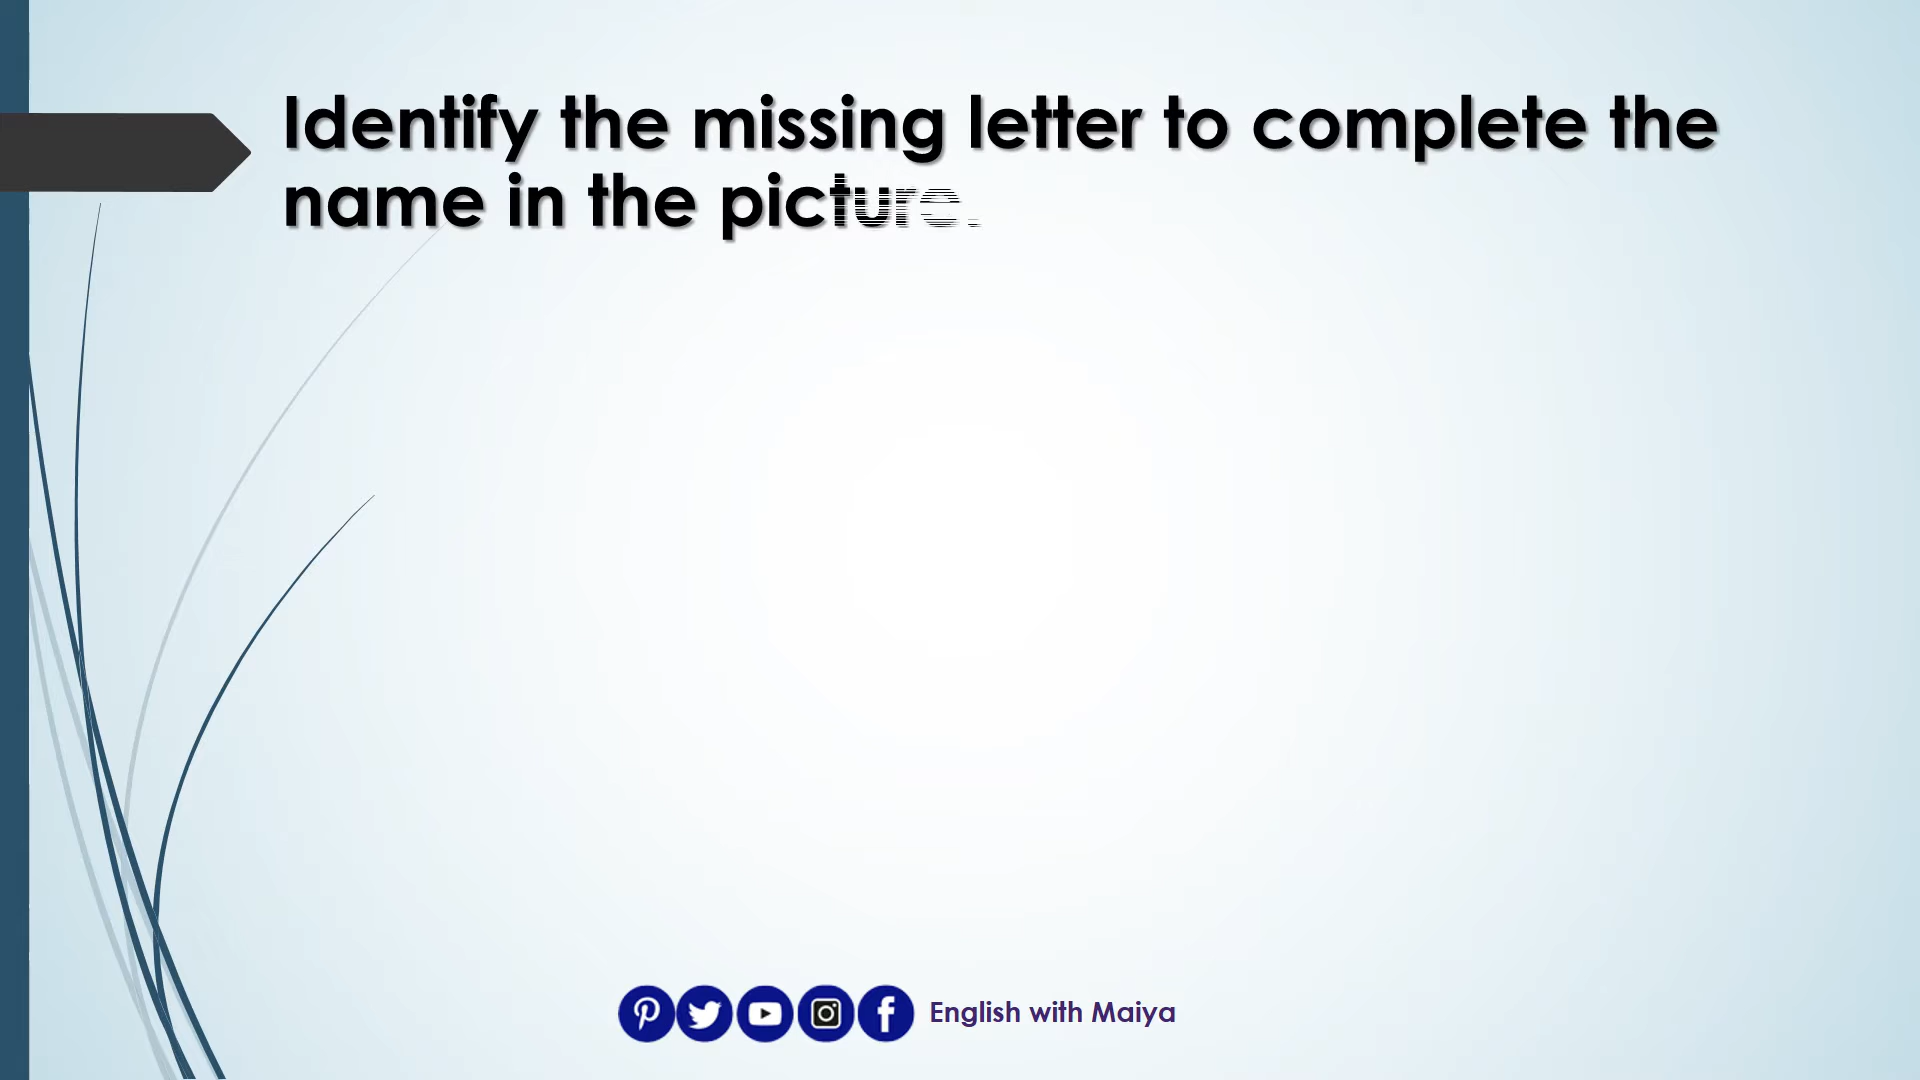 Identify the missing letter to complete the
name in the picture.
English with Maiya